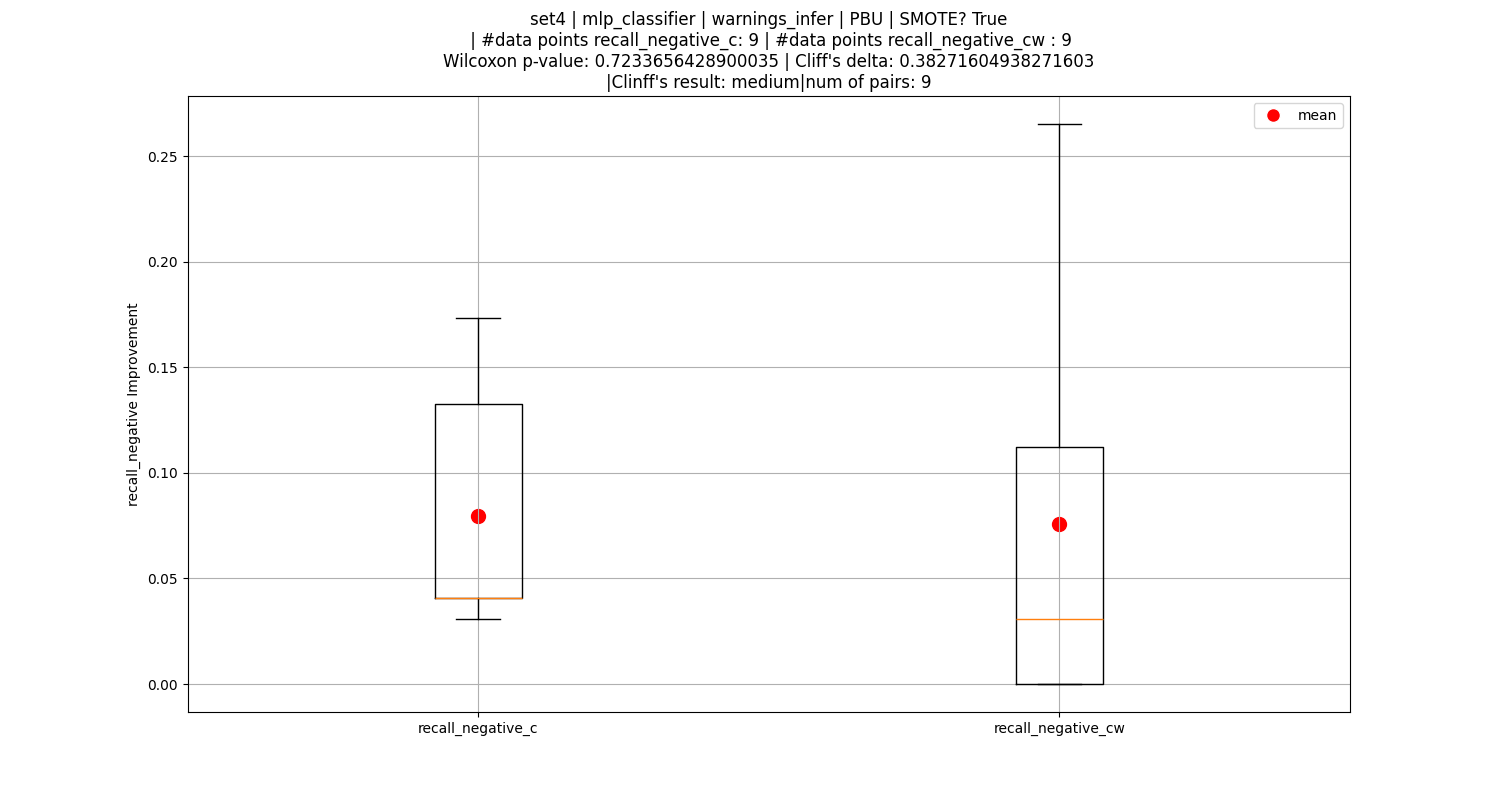 set4 | mlp_classifier | warnings_infer | PBU | SMOTE? True
| #data points recall_negative_c: 9 | #data points recall_negative_cw : 9
Wilcoxon p-value: 0.7233656428900035 | Cliff's delta: 0.38271604938271603
|Clinff's result: medium|num of pairs: 9
mean
0.25
0.20
0.15
0.10
0.05
0.00
recall_negative Improvement
recall_negative_c
recall_negative_cw